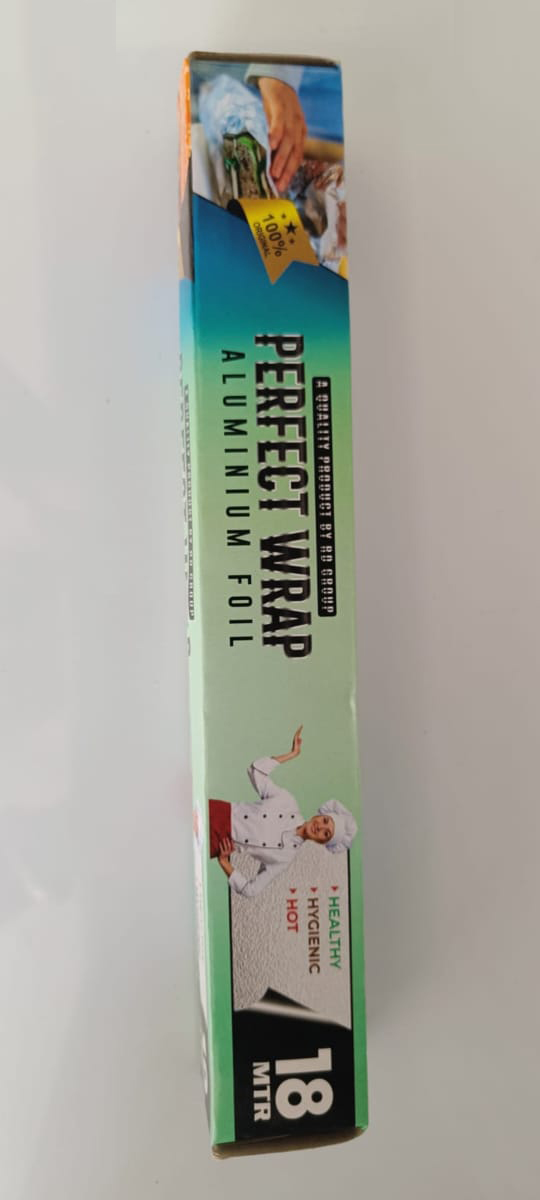 100%
ORIGINAL
A QUALITY PRODUCT BY RD GROUP
PERFECT WRAP
ALUMINIUM FOIL
HEALTHY
HYGIENIC
HOT
18
MTR